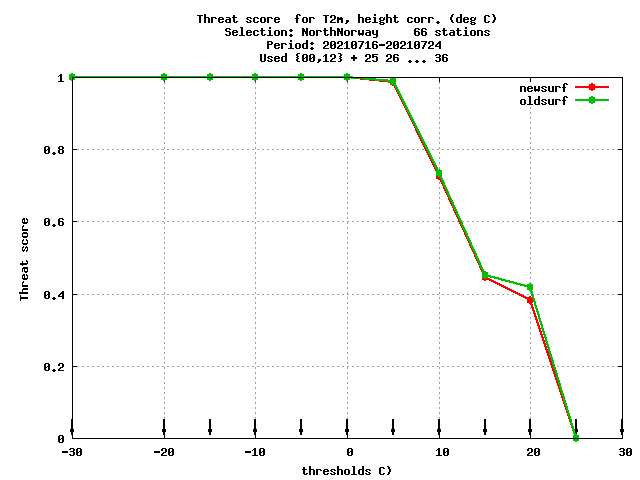 Threat score  for T2m, height corr. (deg C)
Selection: NorthNorway     66 stations
Period: 20210716-20210724
Used {00,12} + 25 26 ... 36
newsurf
oldsurf
1
0.8
0.6
0.4
0.2
0
Threat score
-30 -20 -10 0 10 20 30
thresholds C)